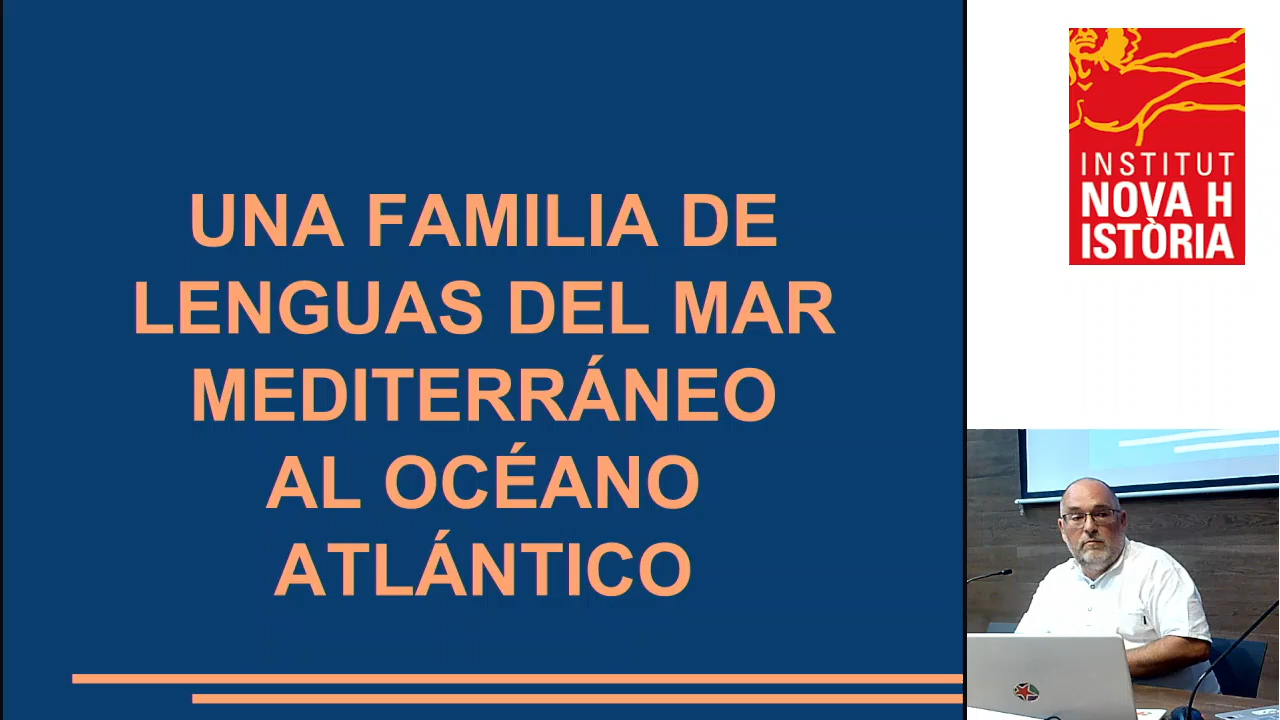 UNA FAMILIA DE
LENGUAS DEL MAR
MEDITERRÁNEO
AL OCÉANO
ATLÁNTICO
INSTITUT
NOVA H
ISTÒRIA